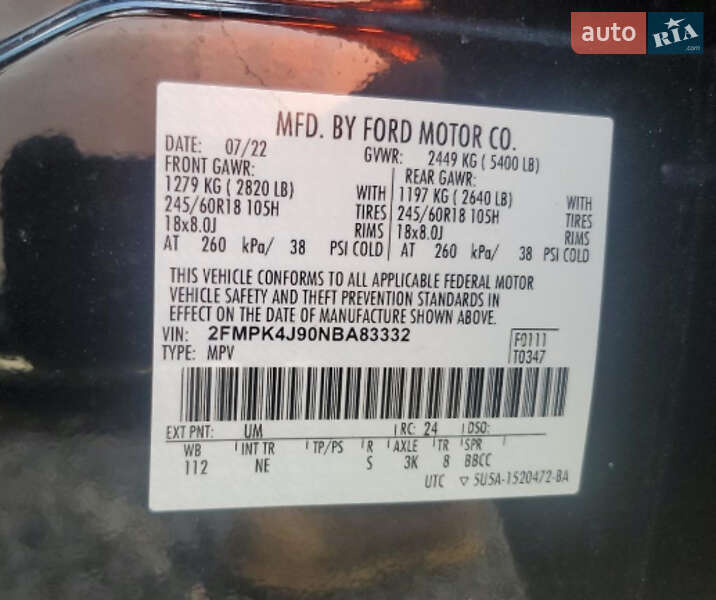 auto RIA
MFD. BY FORD MOTOR CO.
DATE: 07/22 GVWR: 2449 KG ( 5400 LB)
FRONT GAWR: REAR GAWR:
1279 KG ( 2820 LB) WITH 1197 KG ( 2640 LB) WITH
245/60R18 105H TIRES 245/60R18 105H TIRES
18x8.0J RIMS 18x8.0J RIMS
AT 260 kPa/ 38 PSI COLD AT 260 kPa/ 38 PSI COLD
THIS VEHICLE CONFORMS TO ALL APPLICABLE FEDERAL MOTOR
VEHICLE SAFETY AND THEFT PREVENTION STANDARDS IN
EFFECT ON THE DATE OF MANUFACTURE SHOWN ABOVE.
VIN: 2FMPK4J90NBA83332 F0111
TYPE: MPV T0347
EXT PNT: UM RC: 24 DSO:
WB INT TR TP/PS R AXLE TR SPR
112 NE S 3K 8 BBCC
UTC ▽ 5U5A-1520472-BA